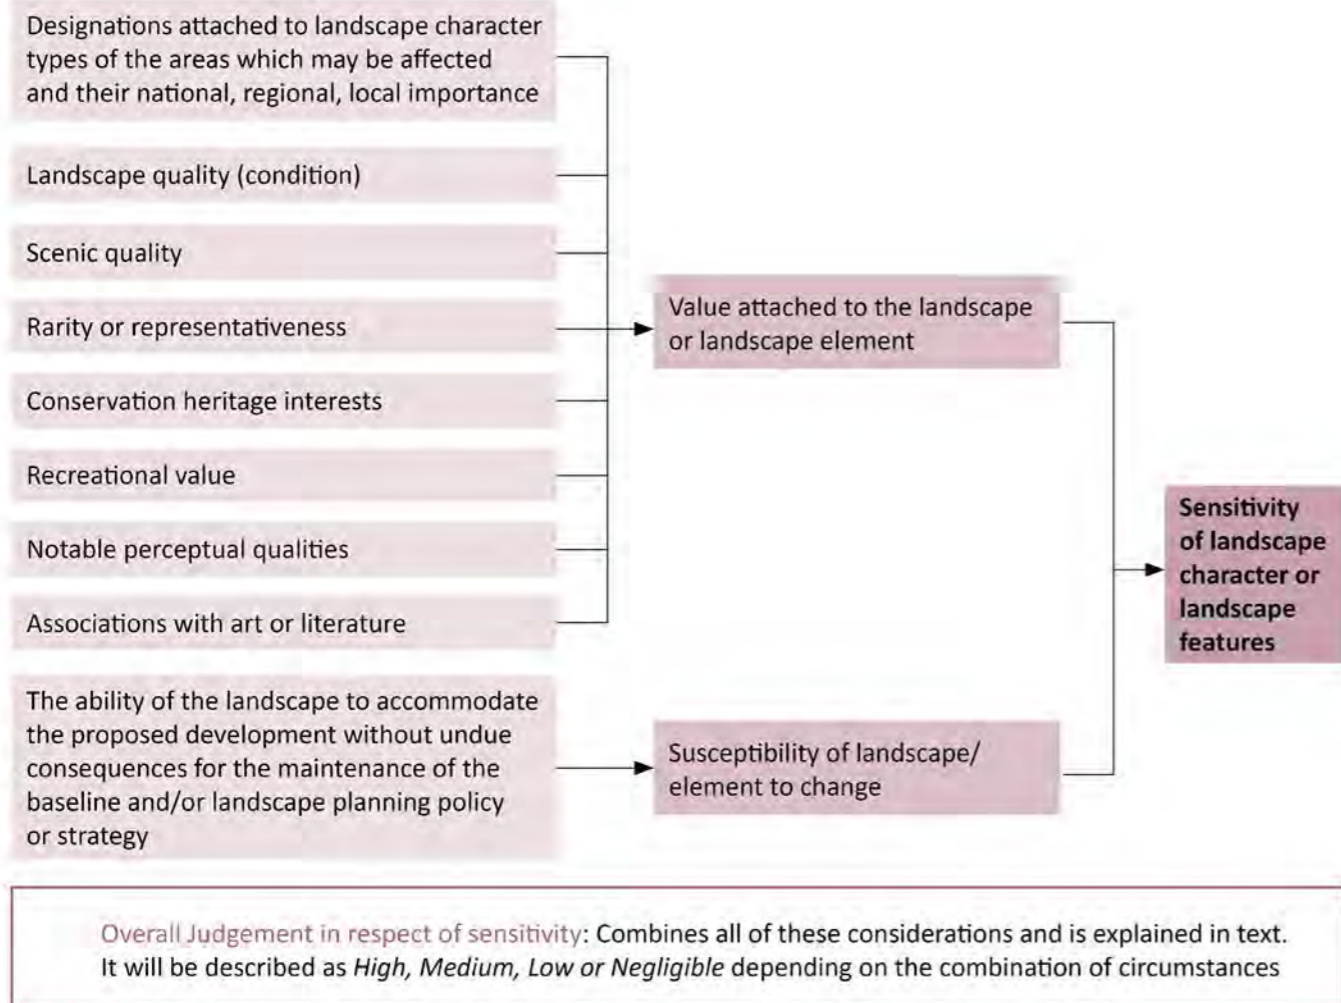 Designations attached to landscape character
types of the areas which may be affected
and their national, regional, local importance
Landscape quality (condition)
Scenic quality
Rarity or representativeness
Conservation heritage interests
Recreational value
Notable perceptual qualities
Associations with art or literature
The ability of the landscape to accommodate
the proposed development without undue
consequences for the maintenance of the
baseline and/or landscape planning policy
or strategy
Value attached to the landscape
or landscape element
Susceptibility of landscape/
element to change
Sensitivity
of landscape
character or
landscape
features
Overall Judgement in respect of sensitivity: Combines all of these considerations and is explained in text.
It will be described as High, Medium, Low or Negligible depending on the combination of circumstances